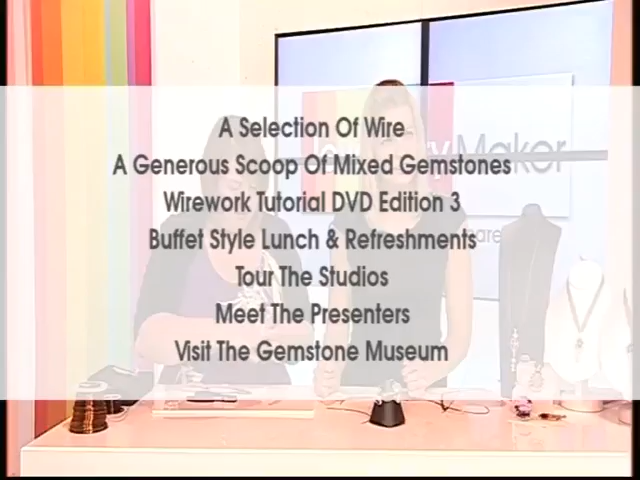 A Selection Of Wire
A Generous Scoop Of Mixed Gemstones
Wirework Tutorial DVD Edition 3
Buffet Style Lunch & Refreshments
Tour The Studios
Meet The Presenters
Visit The Gemstone Museum
Maker